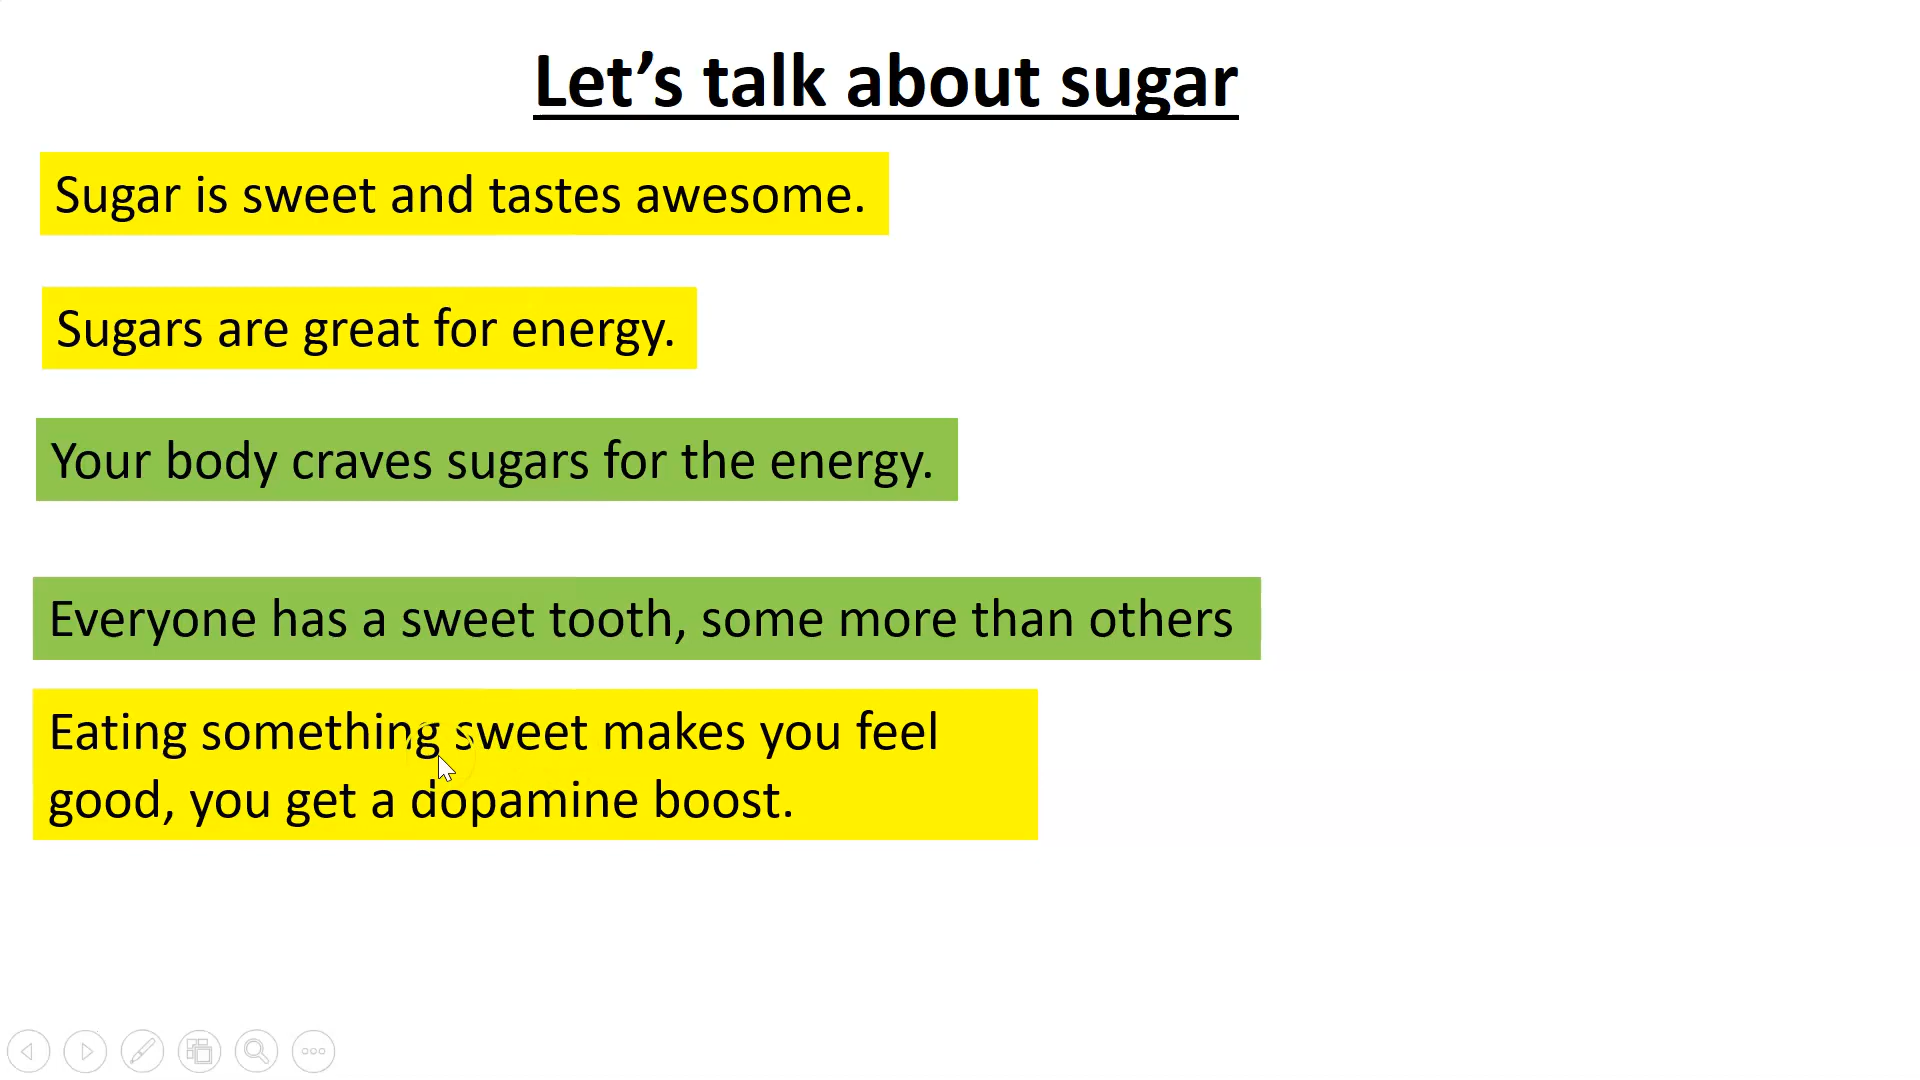 Let’s talk about sugar
Sugar is sweet and tastes awesome.
Sugars are great for energy.
Your body craves sugars for the energy.
Everyone has a sweet tooth, some more than others
Eating something sweet makes you feel
good, you get a dopamine boost.